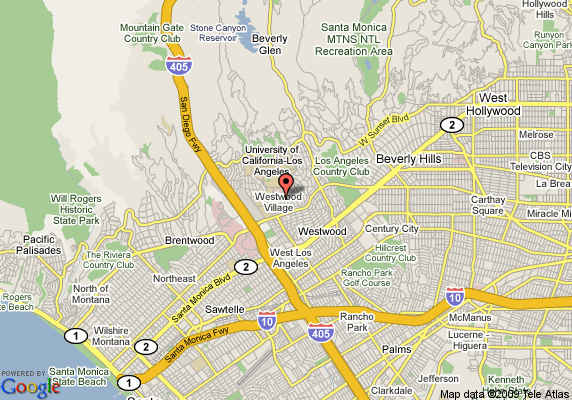 Mountain Gate
Country Club
Stone Canyon
Reservoir
Beverly
Glen
Santa Monica
MTNS NTL
Recreation Area
Hollywood
Hills
Runyon
Canyon Park
405
San Diego Fwy
West
Hollywood
W Sunset Blvd
2
Melrose
University of
California-Los
Angeles
Los Angeles
Country Club
Beverly Hills
CBS
Television City
La Brea
Westwood
Village
Will Rogers
Historic
State Park
Carthay
Square
Miracle Mi
Pacific
Palisades
The Riviera
Country Club
Brentwood
Westwood
Century City
West Los
Angeles
Hillcrest
Country Club
2
Northeast
Santa Monica Blvd
Rancho Park
Golf Course
Rogers
State Beach
North of
Montana
Sawtelle
10
10
1
Wilshire
Montana
2
Santa Monica Fwy
405
Rancho
Park
McManus
Lucerne
Higuera
Palms
Santa Monica
State Beach
1
Jefferson
Kenneth
Clarkdale
POWERED BY
Google
Map data ©2009 Tele Atlas